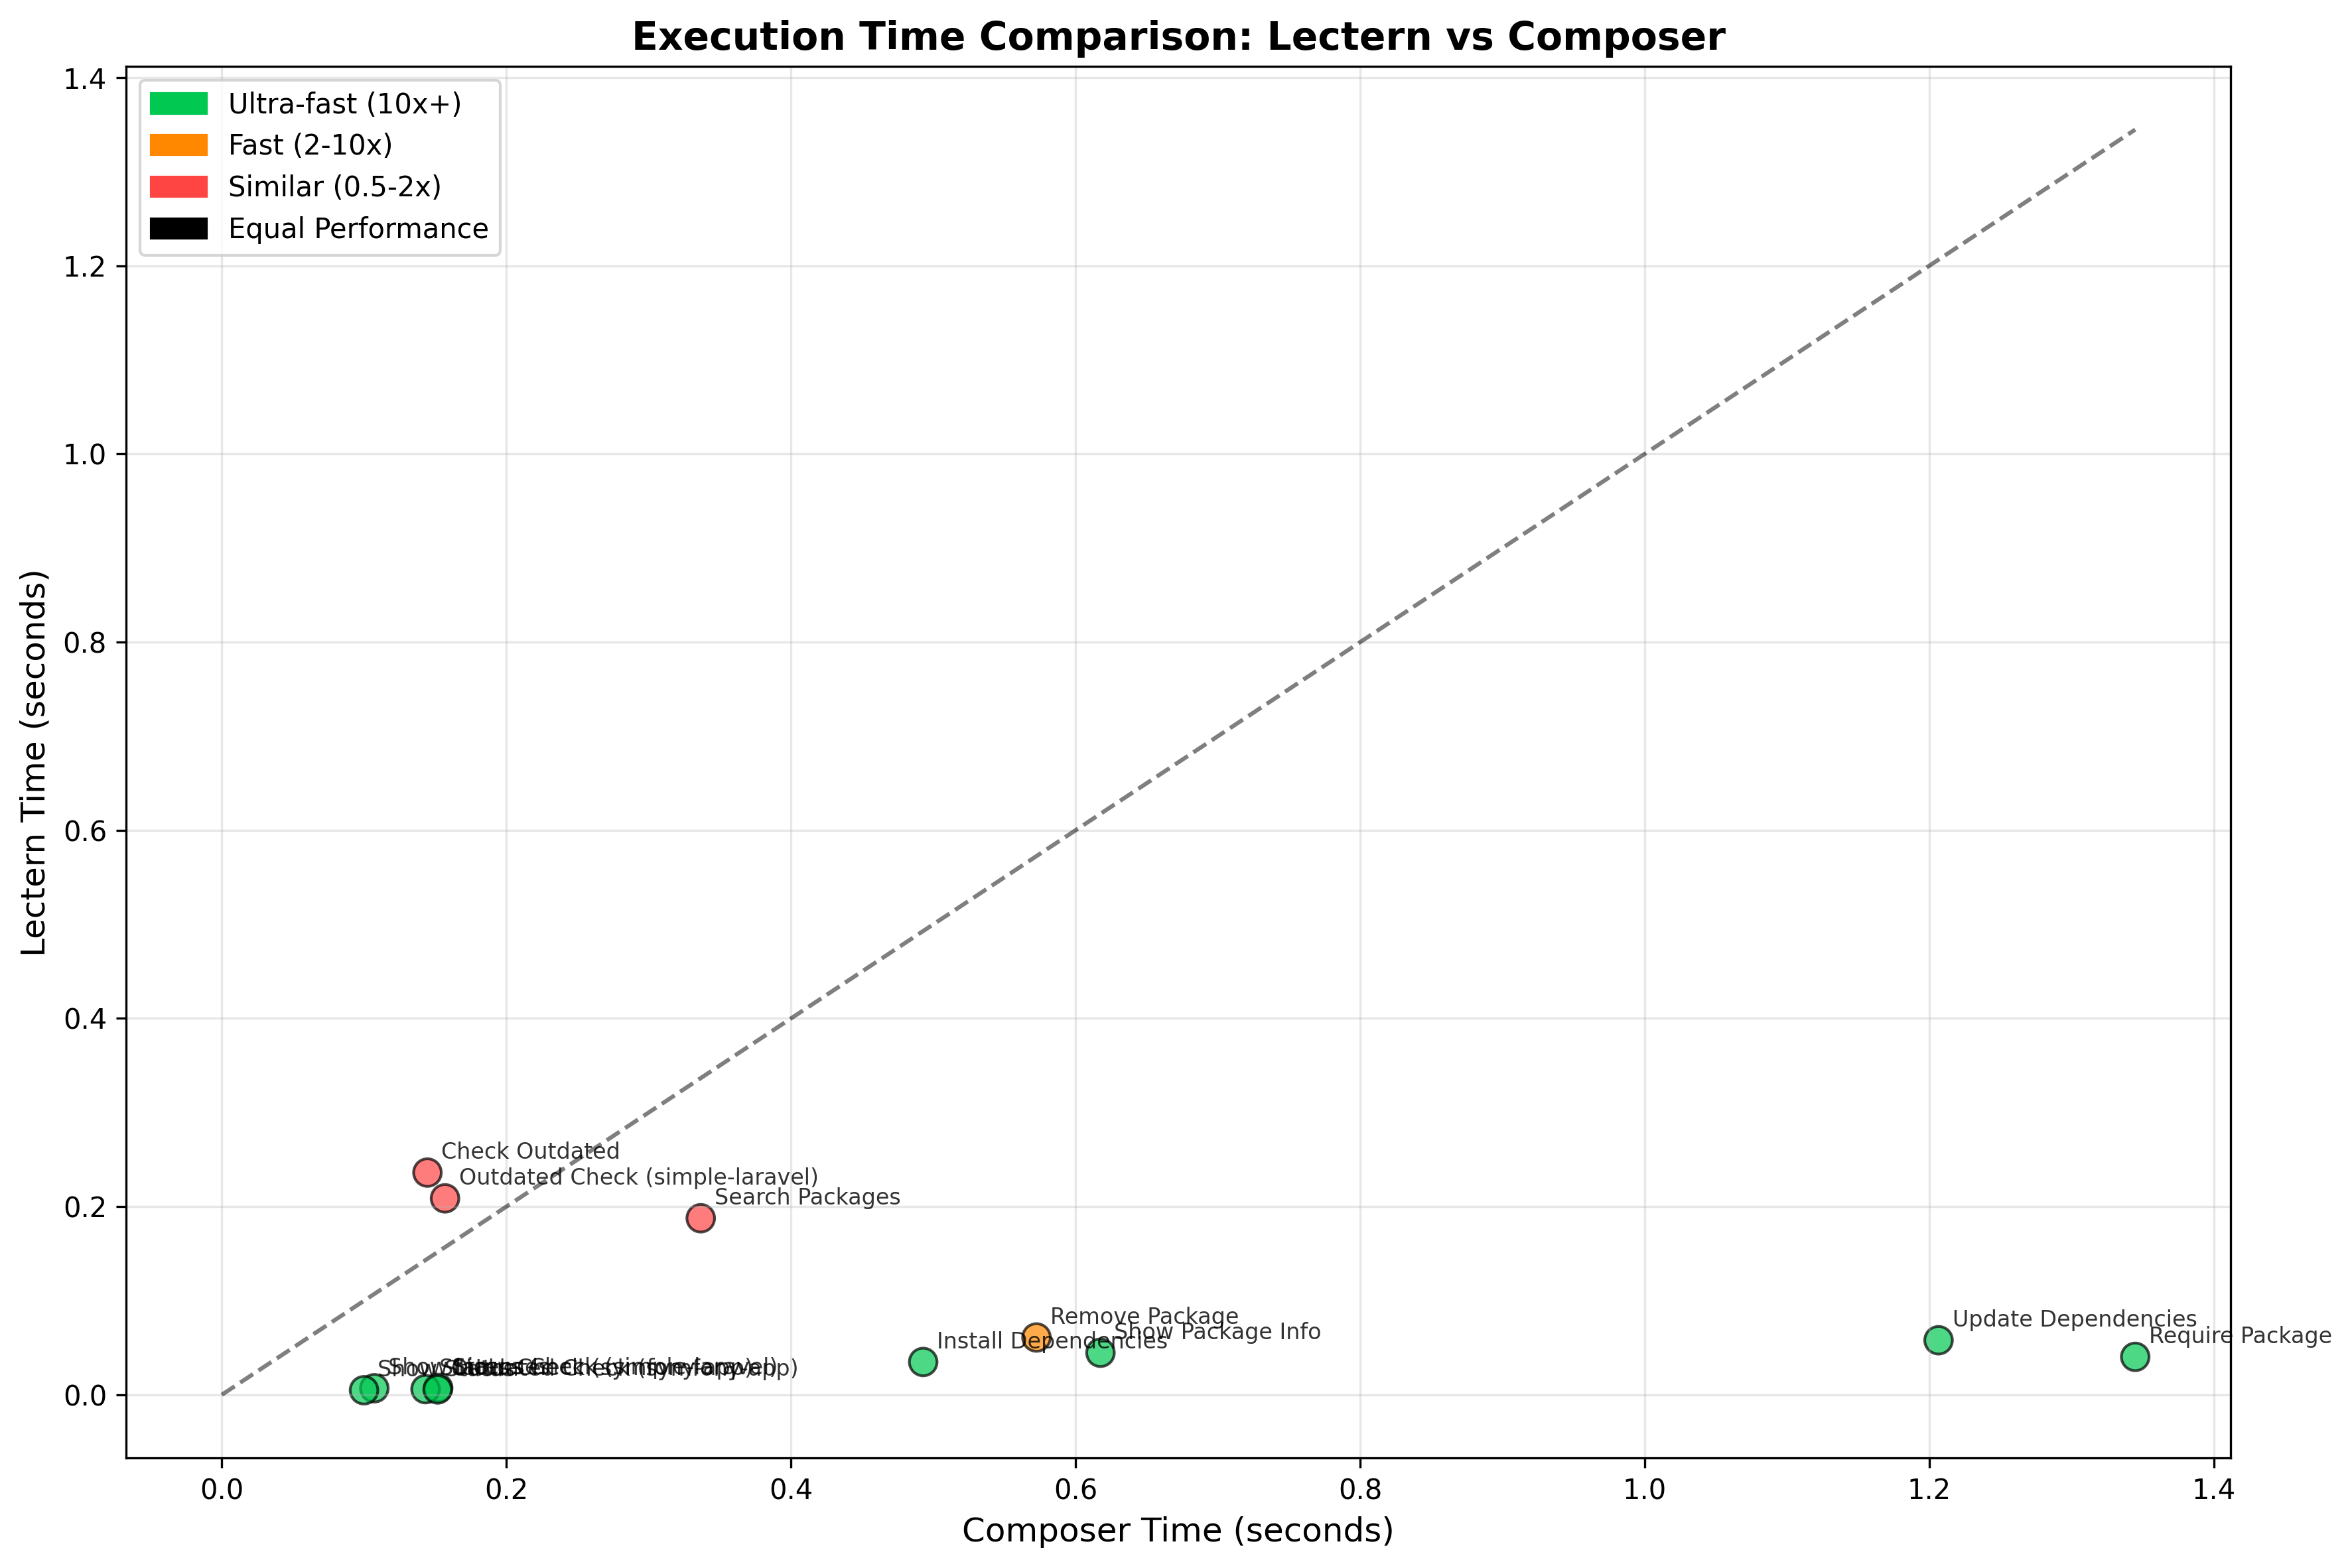 Execution Time Comparison: Lectern vs Composer
Ultra-fast (10x+)
Fast (2-10x)
Similar (0.5-2x)
Equal Performance
Lectern Time (seconds)
1.4
1.2
1.0
0.8
0.6
0.4
0.2
0.0
Check Outdated
Outdated Check (simple-laravel)
Search Packages
Remove Package
Show Package Info
Install Dependencies
Update Dependencies
Require Package
0.0
0.2
0.4
0.6
0.8
1.0
1.2
1.4
Composer Time (seconds)